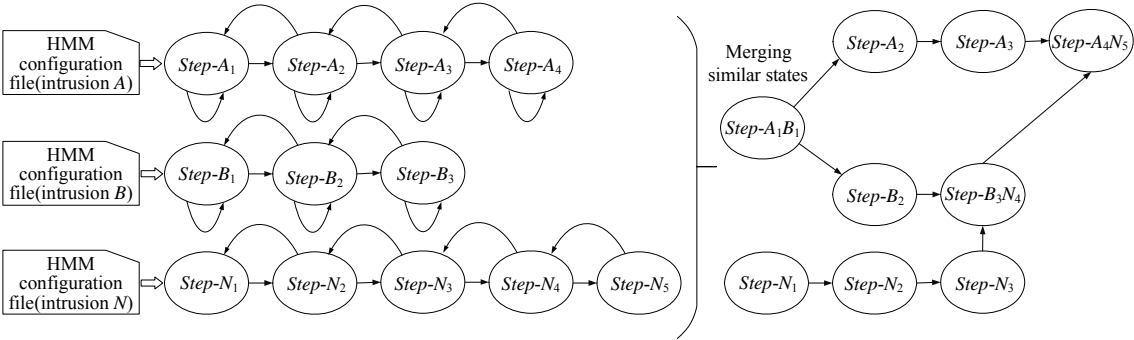 HMM
configuration
file(intrusion A)
Step-A₁
Step-A₂
Step-A₃
Step-A₄
HMM
configuration
file(intrusion B)
Step-B₁
Step-B₂
Step-B₃
HMM
configuration
file(intrusion N)
Step-N₁
Step-N₂
Step-N₃
Step-N₄
Step-N₅
Merging
similar states
Step-A₁B₁
Step-A₂
Step-A₃
Step-A₄N₅
Step-B₂
Step-B₃N₄
Step-N₁
Step-N₂
Step-N₃